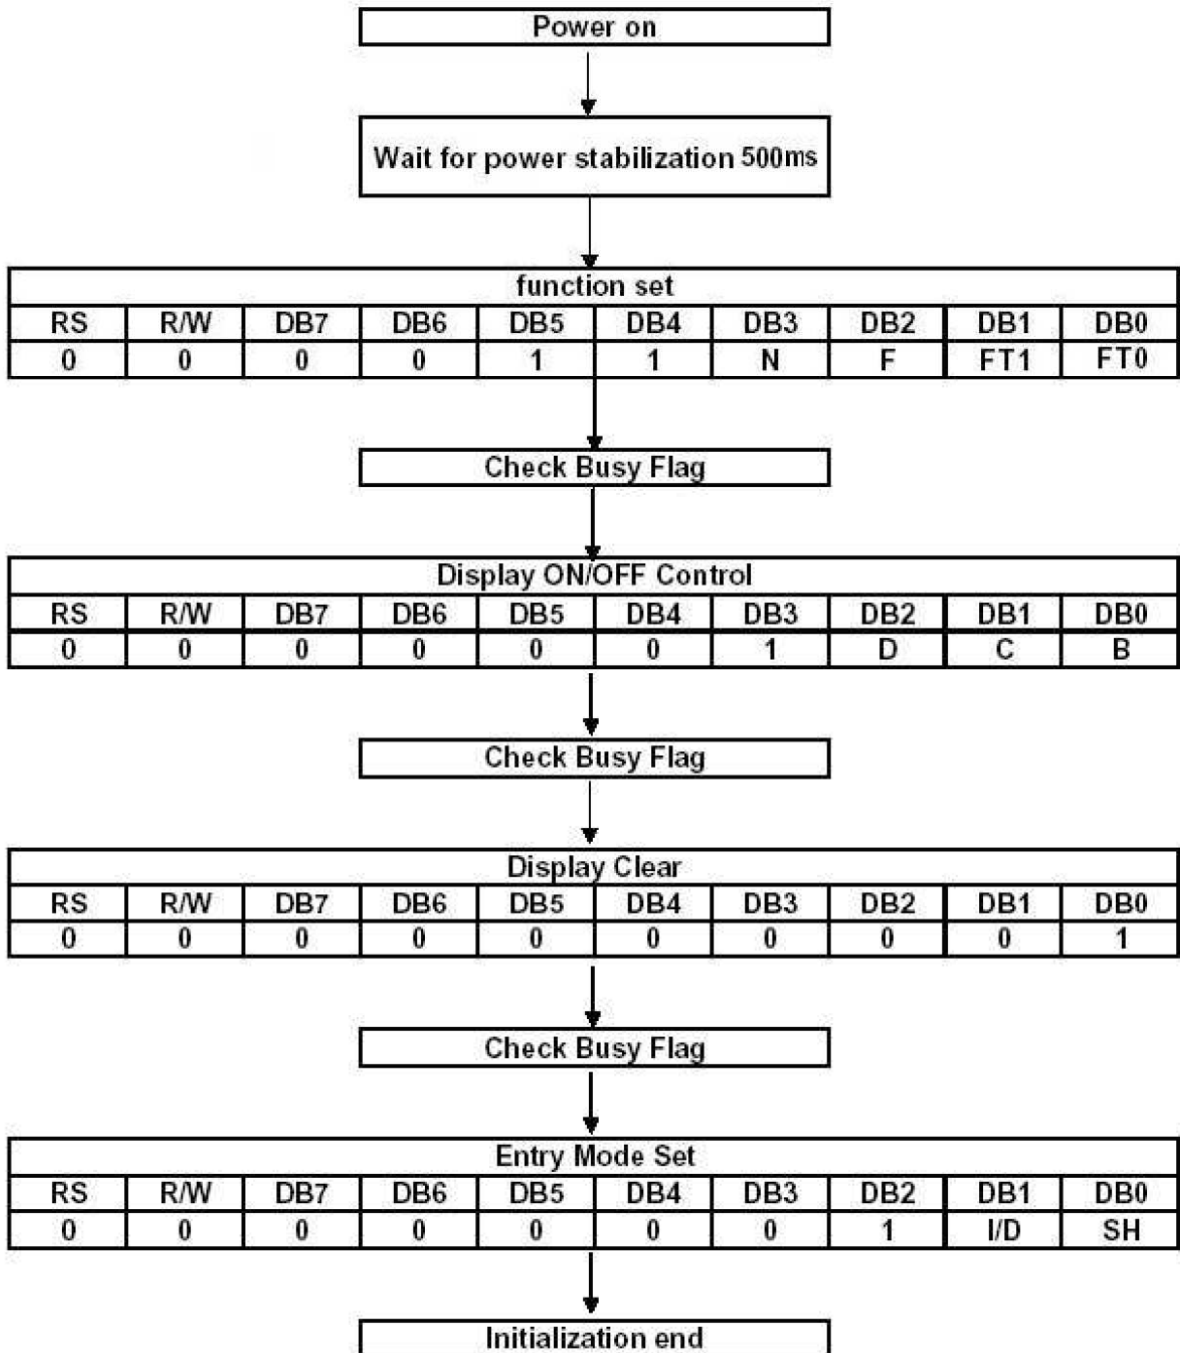 Power on
Wait for power stabilization 500ms
function set
RS R/W DB7 DB6 DB5 DB4 DB3 DB2 DB1 DB0
0 0 0 0 1 1 N F FT1 FT0
Check Busy Flag
Display ON/OFF Control
RS R/W DB7 DB6 DB5 DB4 DB3 DB2 DB1 DB0
0 0 0 0 0 0 1 D C B
Check Busy Flag
Display Clear
RS R/W DB7 DB6 DB5 DB4 DB3 DB2 DB1 DB0
0 0 0 0 0 0 0 0 0 1
Check Busy Flag
Entry Mode Set
RS R/W DB7 DB6 DB5 DB4 DB3 DB2 DB1 DB0
0 0 0 0 0 0 0 1 I/D SH
Initialization end